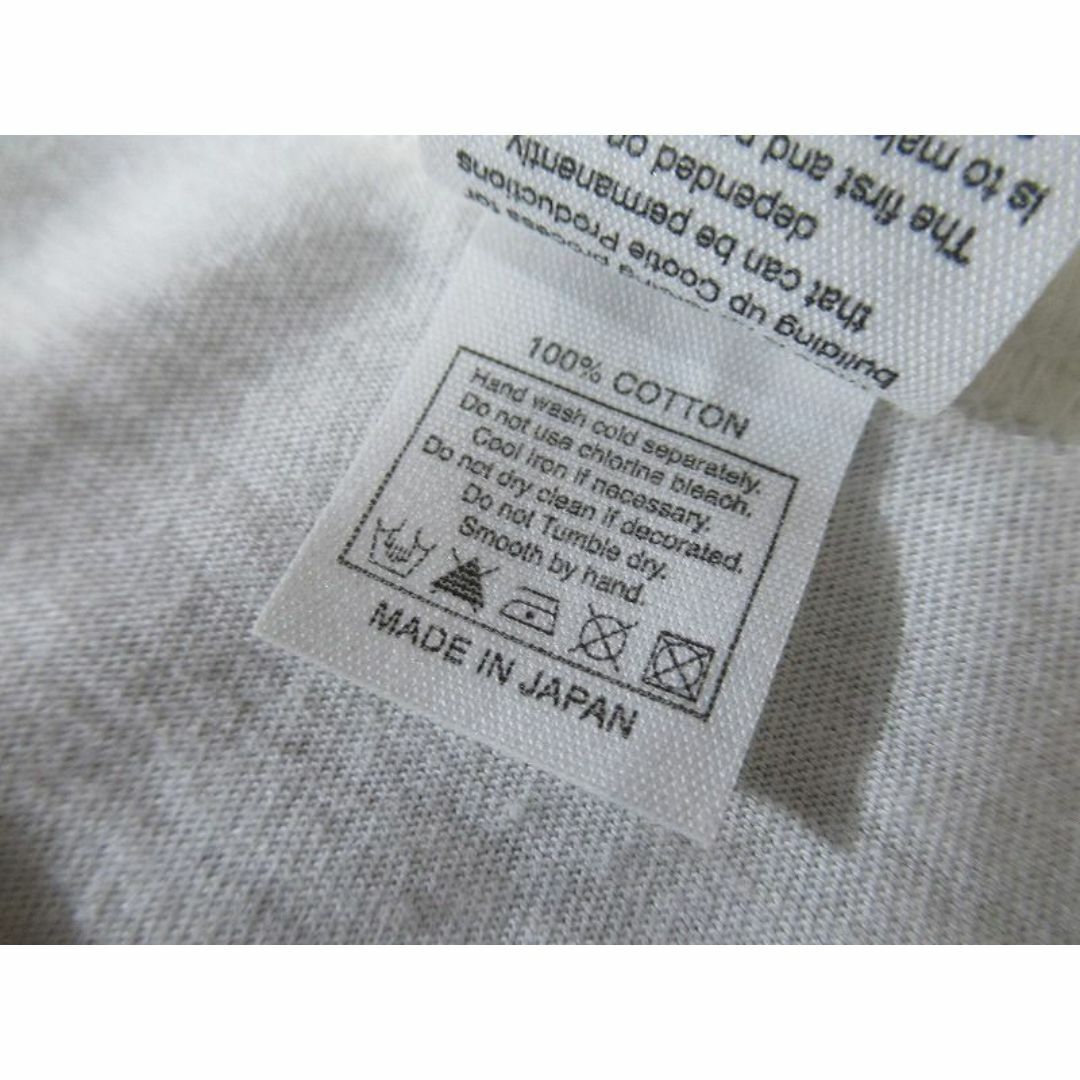 100% COTTON
Hand wash cold separately.
Do not use chlorine bleach.
Cool iron if necessary.
Do not dry clean if decorated.
Do not Tumble dry.
Smooth by hand.
MADE IN JAPAN
The first and
is to
depended on
that can be permanently
building up Cootie Productions